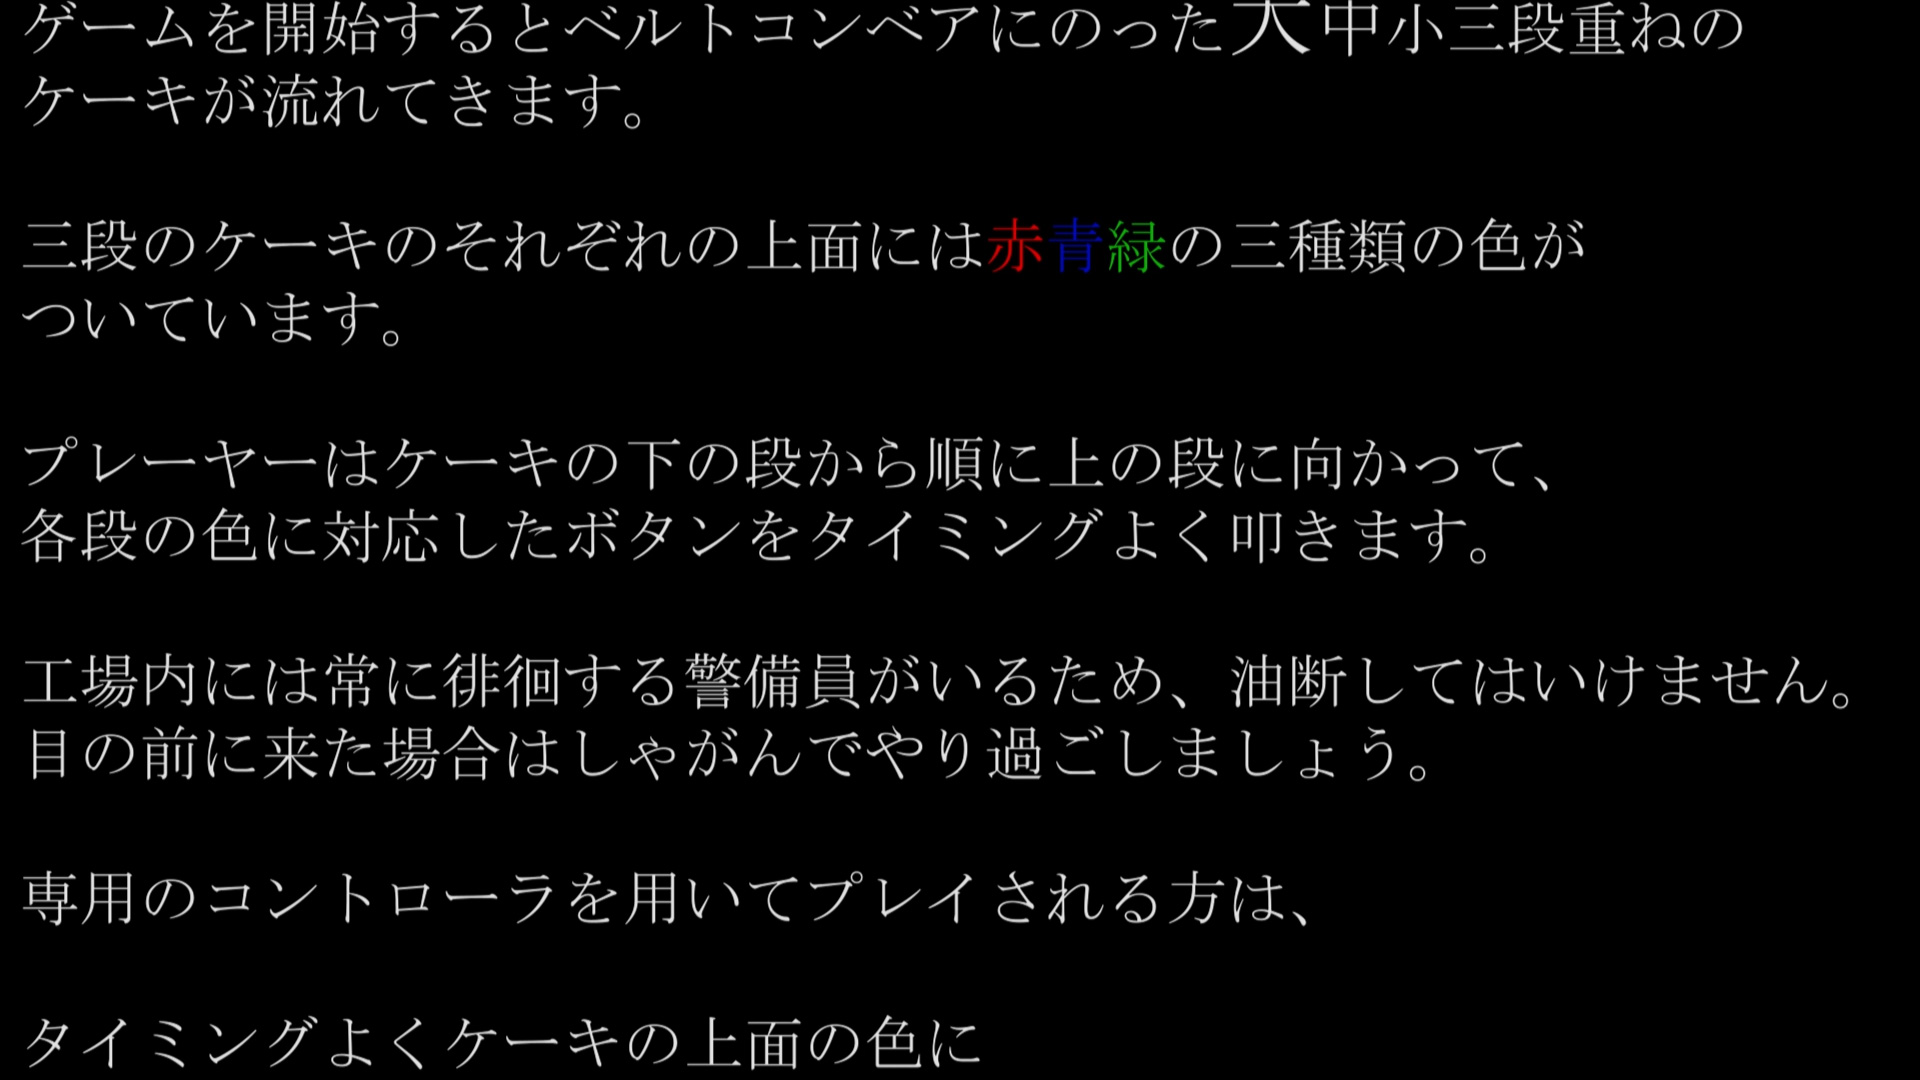 ゲームを開始するとベルトコンベアにのった大中小三段重ねの
ケーキが流れてきます。
三段のケーキのそれぞれの上面には赤青緑の三種類の色が
ついています。
プレーヤーはケーキの下の段から順に上の段に向かって、
各段の色に対応したボタンをタイミングよく叩きます。
工場内には常に徘徊する警備員がいるため、油断してはいけません。
目の前に来た場合はしゃがんでやり過ごしましょう。
専用のコントローラを用いてプレイされる方は、
タイミングよくケーキの上面の色に